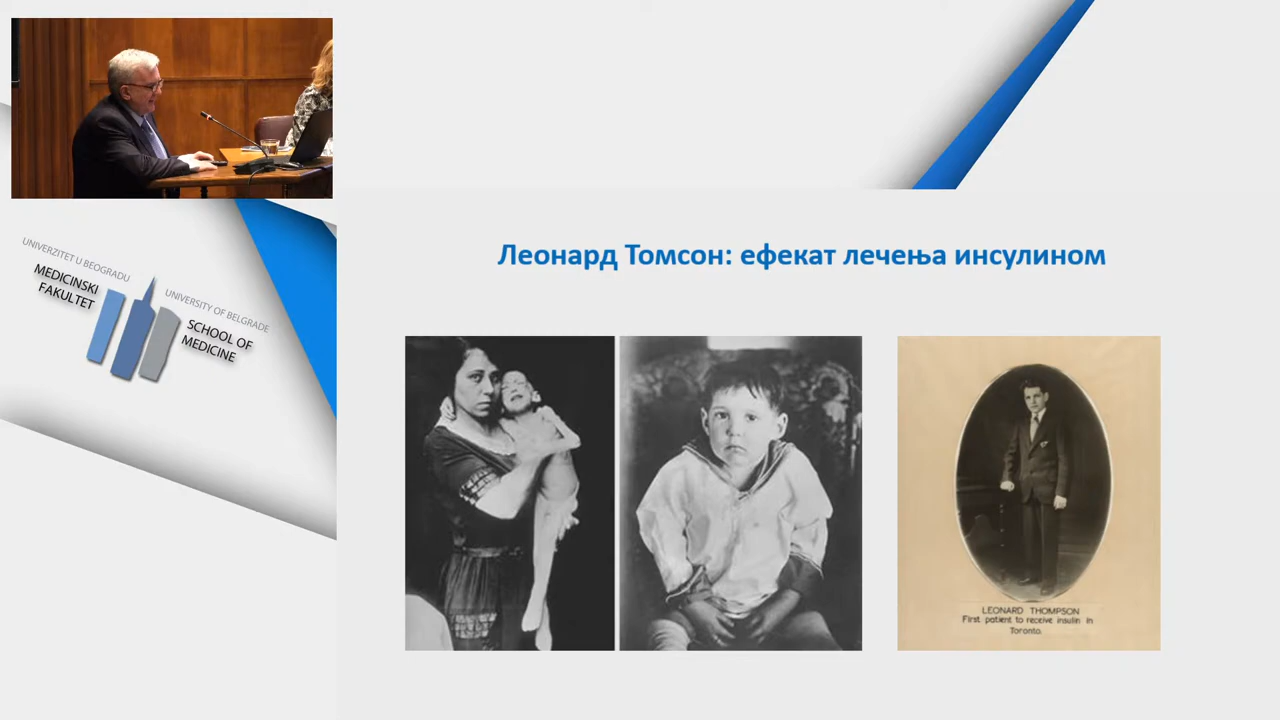 UNIVERZITET U BEOGRADU
MEDICINSKI
FAKULTET
UNIVERSITY OF BELGRADE
SCHOOL OF
MEDICINE
Леонард Томсон: ефекат лечења инсулином
LEONARD THOMPSON
First patient to receive insulin in
Toronto.